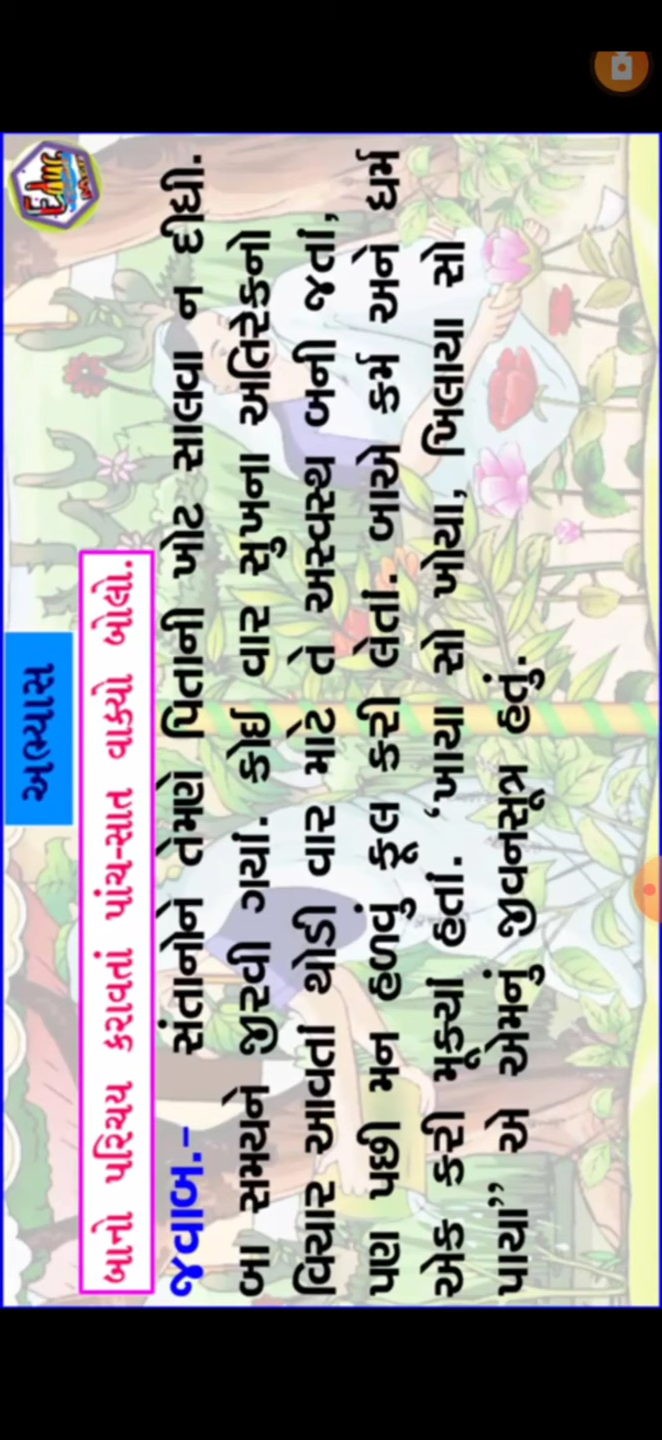 અભ્યાસ
બાનો પરિચય કરાવતાં પાંચ-સાત વાક્યો બોલો.
જવાબ.- સંતાનોને તેમણે પિતાની ખોટ સાલવા ન દીધી.
બા સમયને જીરવી ગયાં. કોઇ વાર સુખના અતિરેકનો
વિચાર આવતાં થોડી વાર માટે તે અસ્વસ્થ બની જતાં,
પણ પછી મન હળવું ફૂલ કરી લેતાં. બાએ કર્મ અને ધર્મ
એક કરી મૂક્યાં હતાં. ‘ખાયા સો ખોયા, ખિલાયા સો
પાયા’’ એ એમનું જીવનસૂત્ર હતું.